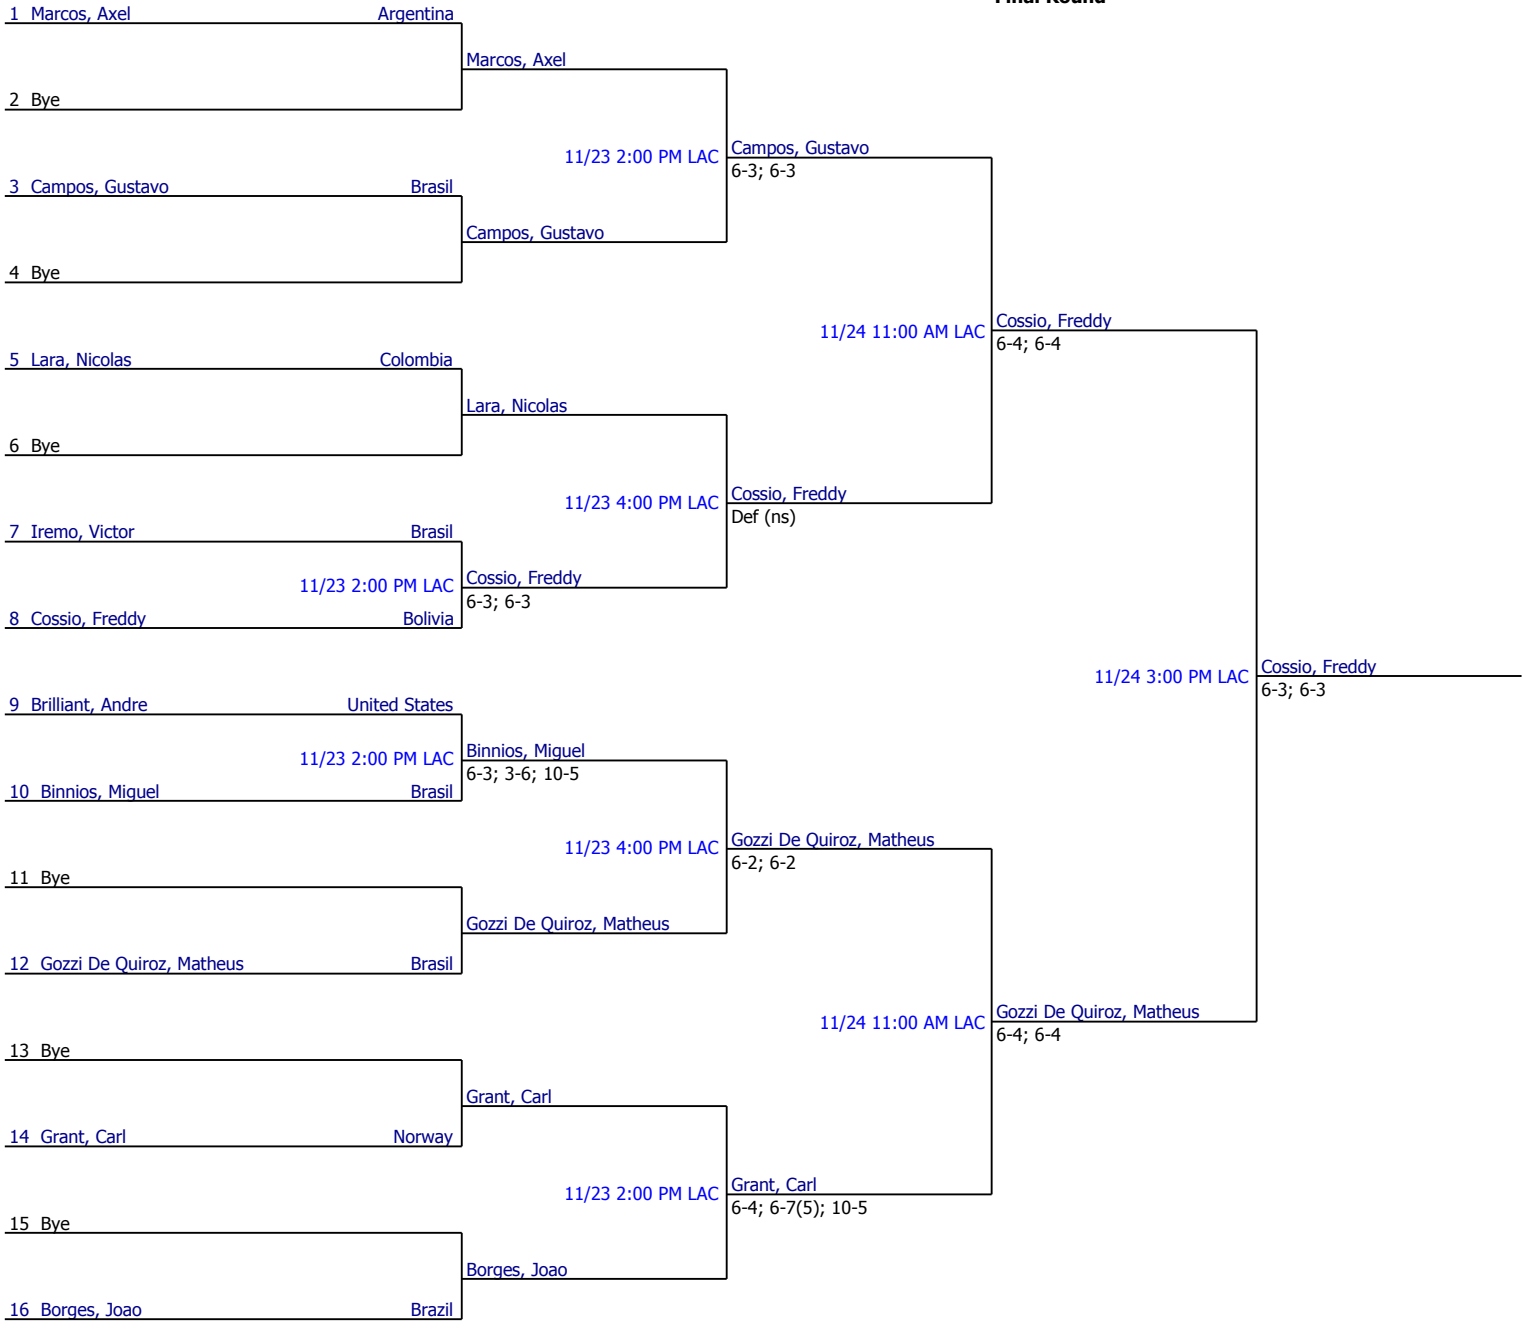 Final Round
1 Marcos, Axel Argentina
Marcos, Axel
2 Bye
11/23 2:00 PM LAC Campos, Gustavo
6-3; 6-3
3 Campos, Gustavo Brasil
Campos, Gustavo
4 Bye
11/24 11:00 AM LAC Cossio, Freddy
6-4; 6-4
5 Lara, Nicolas Colombia
Lara, Nicolas
6 Bye
11/23 4:00 PM LAC Cossio, Freddy
Def (ns)
7 Iremo, Victor Brasil
11/23 2:00 PM LAC Cossio, Freddy
6-3; 6-3
8 Cossio, Freddy Bolivia
11/24 3:00 PM LAC Cossio, Freddy
6-3; 6-3
9 Brilliant, Andre United States
11/23 2:00 PM LAC Binnios, Miguel
6-3; 3-6; 10-5
10 Binnios, Miguel Brasil
11/23 4:00 PM LAC Gozzi De Quiroz, Matheus
6-2; 6-2
11 Bye
Gozzi De Quiroz, Matheus
12 Gozzi De Quiroz, Matheus Brasil
11/24 11:00 AM LAC Gozzi De Quiroz, Matheus
6-4; 6-4
13 Bye
Grant, Carl
14 Grant, Carl Norway
11/23 2:00 PM LAC Grant, Carl
6-4; 6-7(5); 10-5
15 Bye
Borges, Joao
16 Borges, Joao Brazil